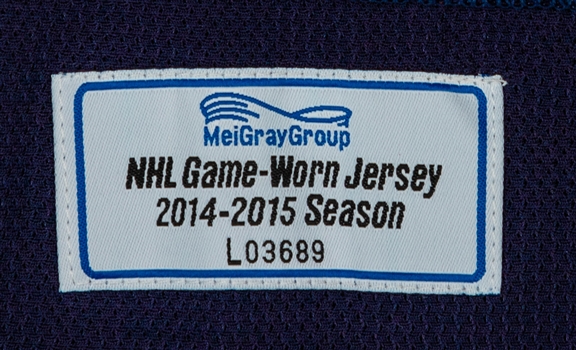 MeiGrayGroup
NHL Game-Worn Jersey
2014-2015 Season
L03689